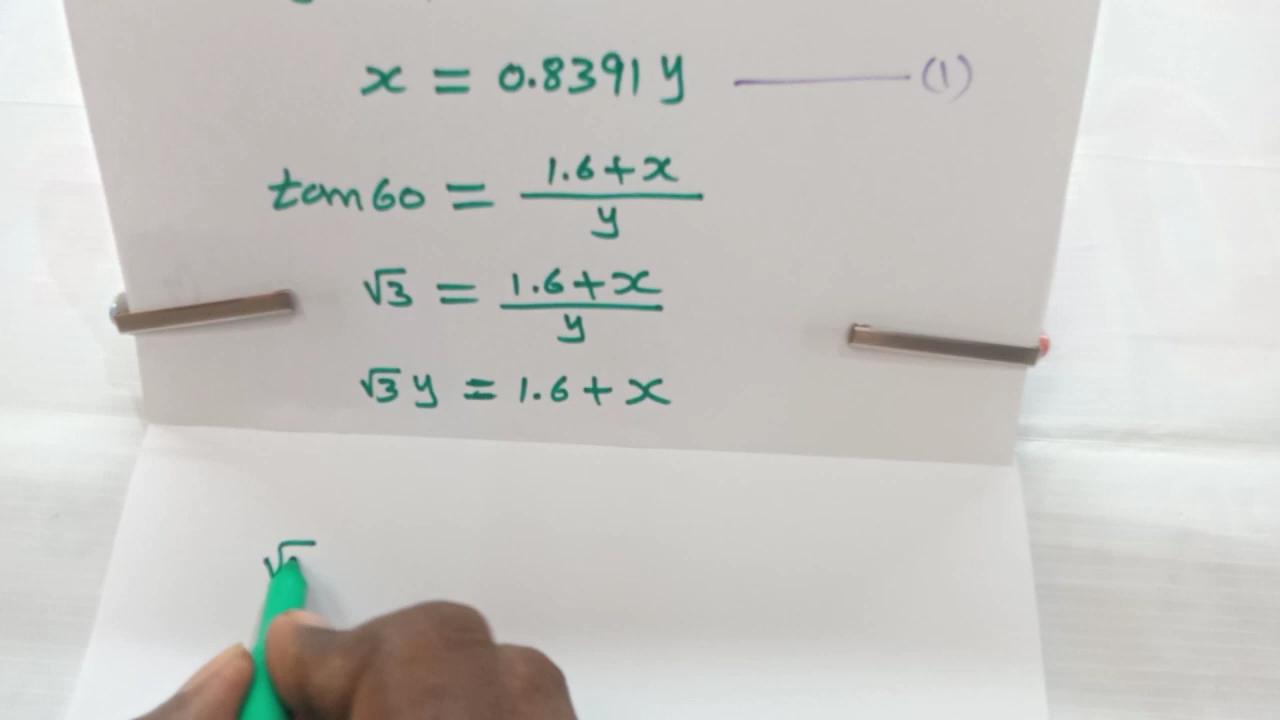 x = 0.8391 y ——— (1)
tan 60 = (1.6 + x) / y
√3 = (1.6 + x) / y
√3 y = 1.6 + x
√